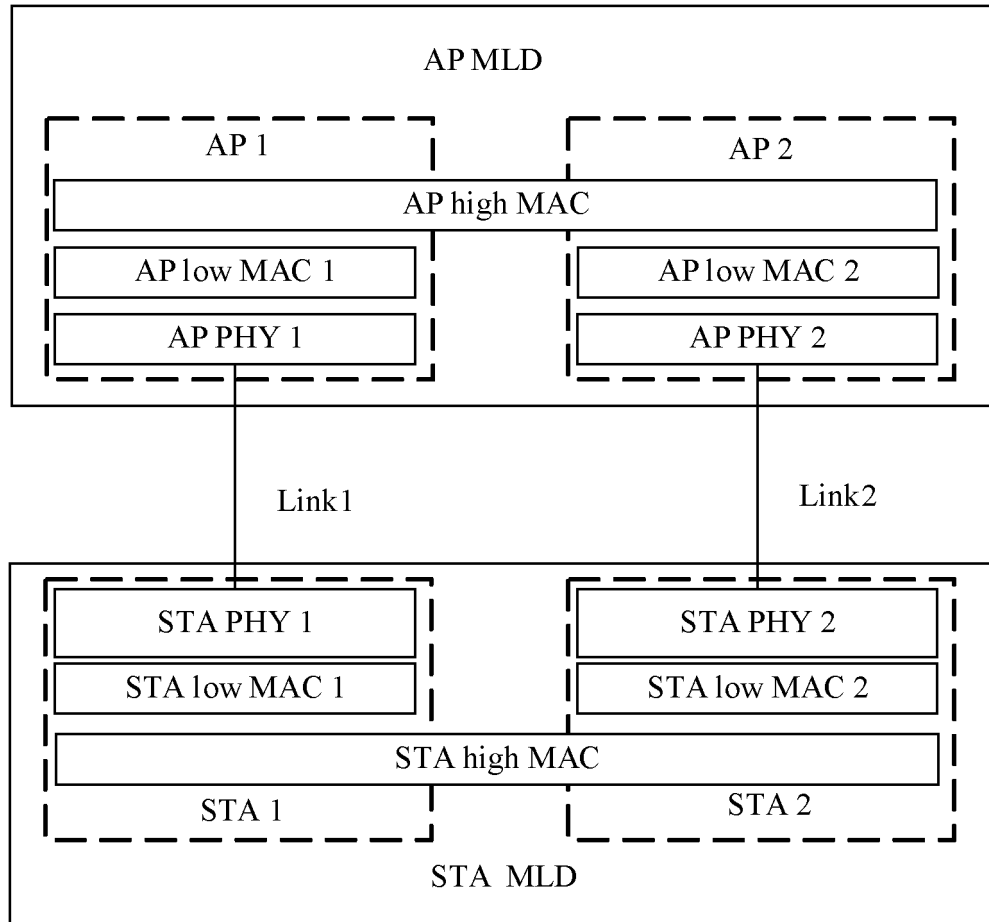 AP MLD
AP 1
AP 2
AP high MAC
AP low MAC 1
AP low MAC 2
AP PHY 1
AP PHY 2
Link1
Link2
STA PHY 1
STA PHY 2
STA low MAC 1
STA low MAC 2
STA high MAC
STA 1
STA 2
STA MLD